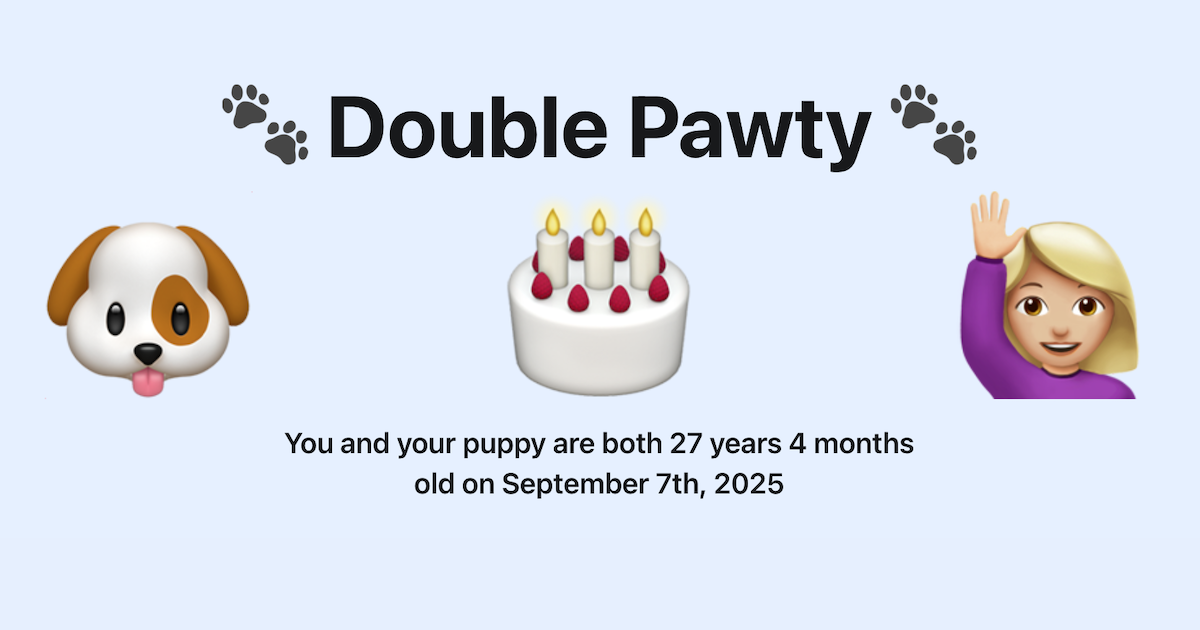 Double Pawty
You and your puppy are both 27 years 4 months
old on September 7th, 2025